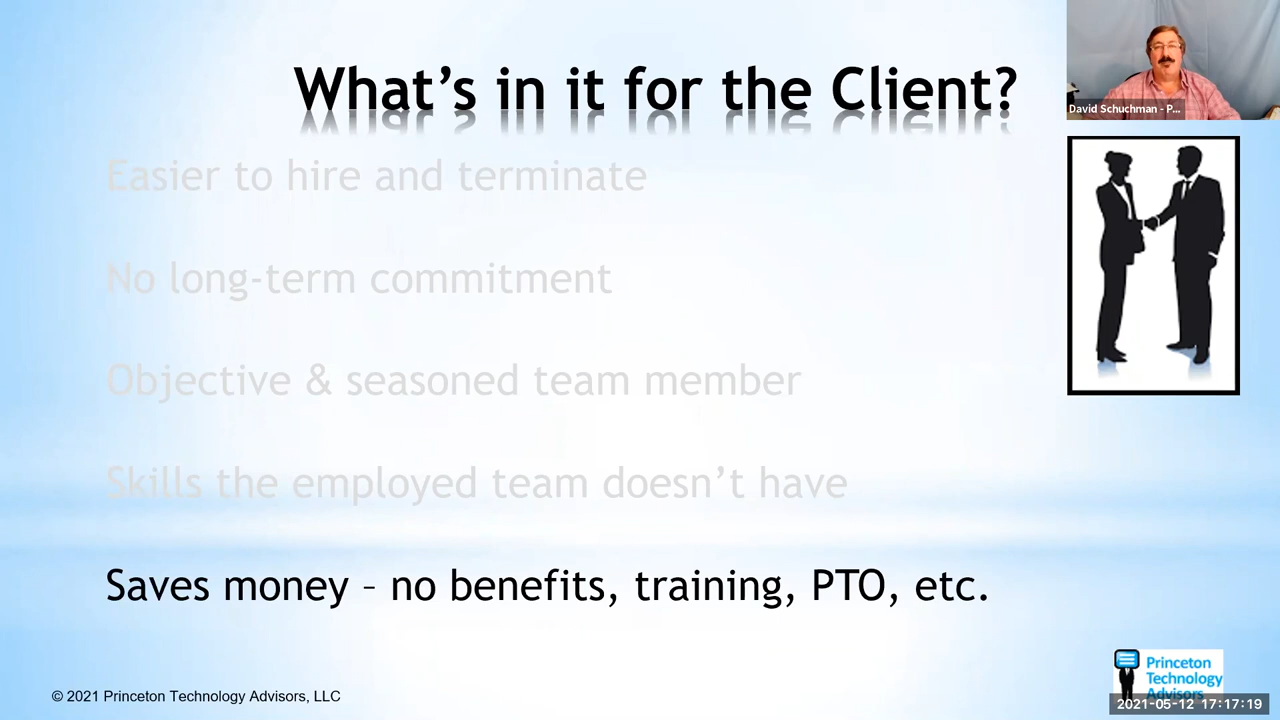 What's in it for the Client?
David Schuchman - P...
Easier to hire and terminate
No long-term commitment
Objective & seasoned team member
Skills the employed team doesn't have
Saves money – no benefits, training, PTO, etc.
© 2021 Princeton Technology Advisors, LLC
Princeton
Technology
Advisors
2021-05-12 17:17:19